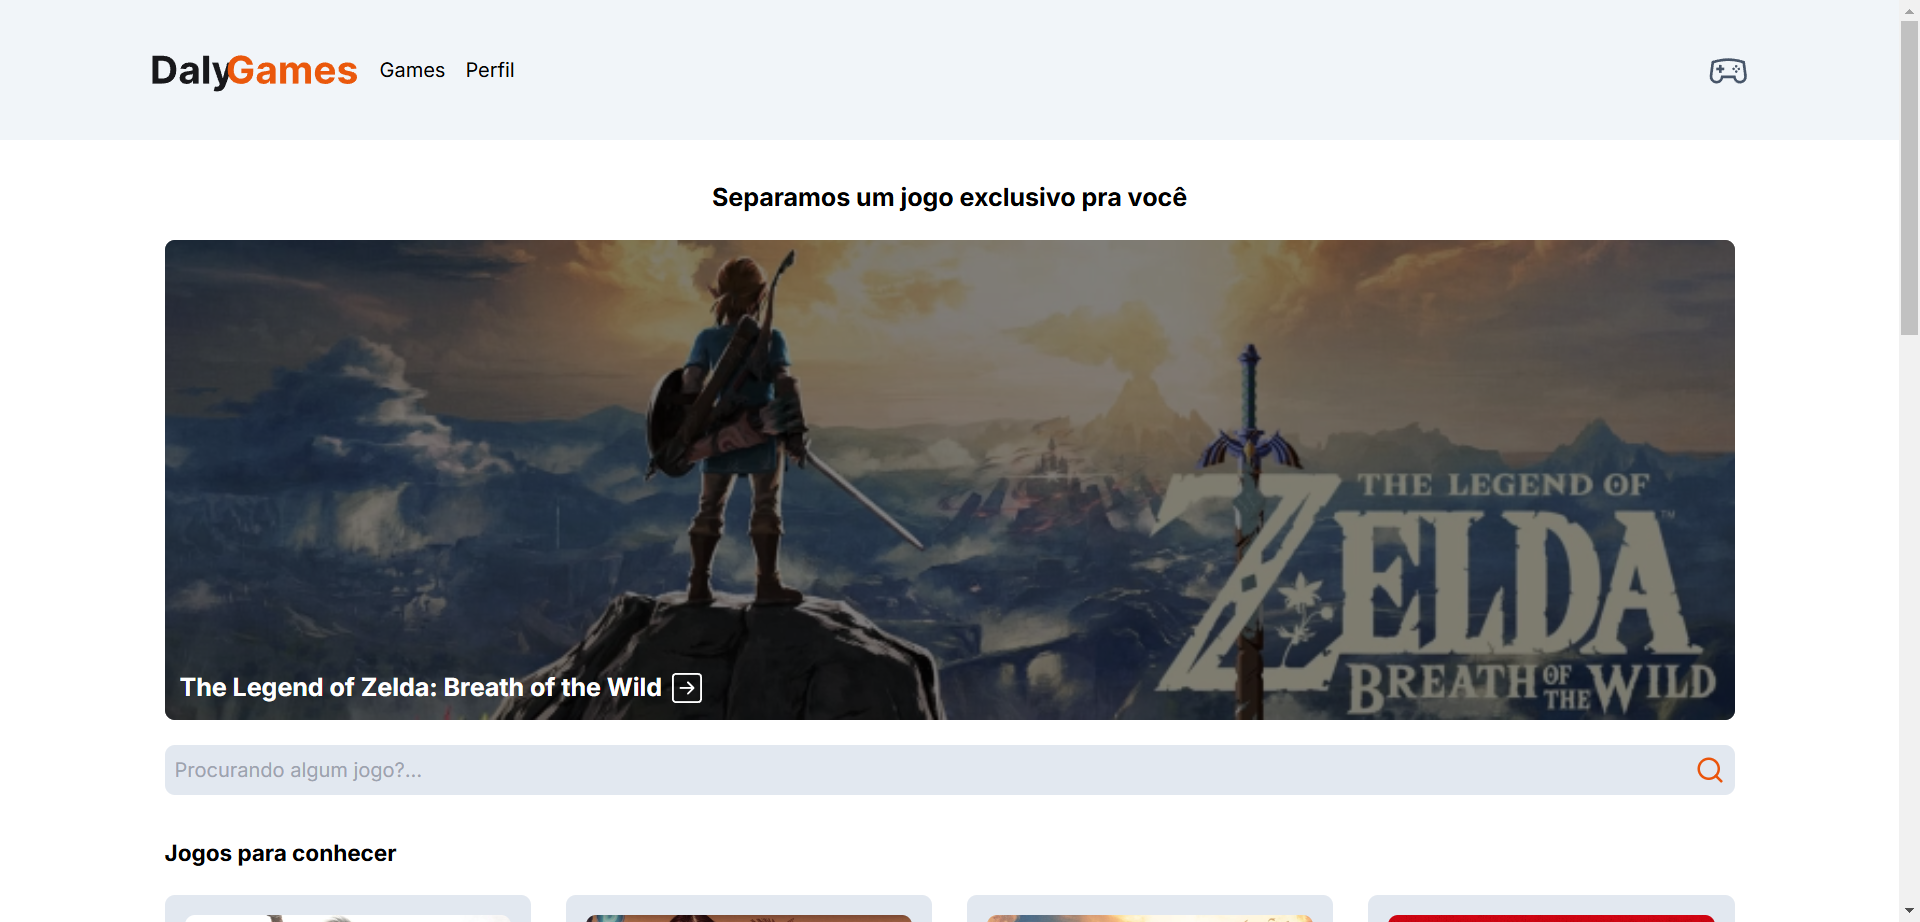 DalyGames Games Perfil
Separamos um jogo exclusivo pra você
THE LEGEND OF
ZELDA™
BREATH OF THE WILD
The Legend of Zelda: Breath of the Wild
Procurando algum jogo?...
Jogos para conhecer